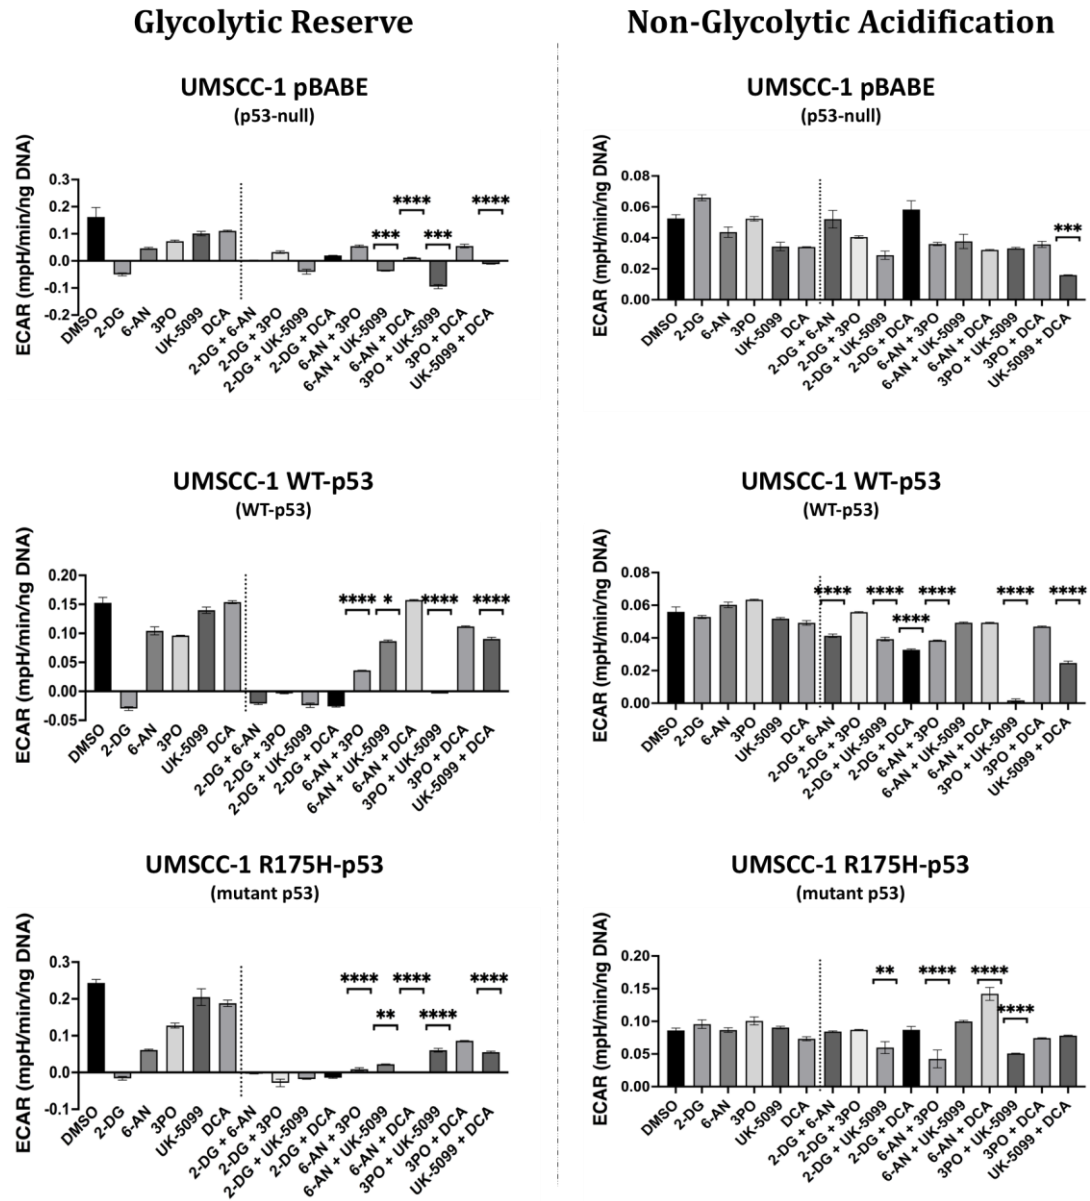 Glycolytic Reserve
Non-Glycolytic Acidification
UMSCC-1 pBABE
(p53-null)
ECAR (mpH/min/ng DNA)
0.3
0.2
0.1
0.0
-0.1
-0.2
**** ****
*** ***
DMSO
2-DG
6-AN
3PO
UK-5099
DCA
2-DG + 6-AN
2-DG + 3PO
2-DG + UK-5099
2-DG + DCA
6-AN + 3PO
6-AN + UK-5099
6-AN + DCA
3PO + UK-5099
3PO + DCA
UK-5099 + DCA
UMSCC-1 pBABE
(p53-null)
ECAR (mpH/min/ng DNA)
0.08
0.06
0.04
0.02
0.00
***
DMSO
2-DG
6-AN
3PO
UK-5099
DCA
2-DG + 6-AN
2-DG + 3PO
2-DG + UK-5099
2-DG + DCA
6-AN + 3PO
6-AN + UK-5099
6-AN + DCA
3PO + UK-5099
3PO + DCA
UK-5099 + DCA
UMSCC-1 WT-p53
(WT-p53)
ECAR (mpH/min/ng DNA)
0.20
0.15
0.10
0.05
0.00
-0.05
**** * **** ****
DMSO
2-DG
6-AN
3PO
UK-5099
DCA
2-DG + 6-AN
2-DG + 3PO
2-DG + UK-5099
2-DG + DCA
6-AN + 3PO
6-AN + UK-5099
6-AN + DCA
3PO + UK-5099
3PO + DCA
UK-5099 + DCA
UMSCC-1 WT-p53
(WT-p53)
ECAR (mpH/min/ng DNA)
0.08
0.06
0.04
0.02
0.00
**** **** **** **** ****
****
DMSO
2-DG
6-AN
3PO
UK-5099
DCA
2-DG + 6-AN
2-DG + 3PO
2-DG + UK-5099
2-DG + DCA
6-AN + 3PO
6-AN + UK-5099
6-AN + DCA
3PO + UK-5099
3PO + DCA
UK-5099 + DCA
UMSCC-1 R175H-p53
(mutant p53)
ECAR (mpH/min/ng DNA)
0.3
0.2
0.1
0.0
-0.1
**** **** ****
** ****
DMSO
2-DG
6-AN
3PO
UK-5099
DCA
2-DG + 6-AN
2-DG + 3PO
2-DG + UK-5099
2-DG + DCA
6-AN + 3PO
6-AN + UK-5099
6-AN + DCA
3PO + UK-5099
3PO + DCA
UK-5099 + DCA
UMSCC-1 R175H-p53
(mutant p53)
ECAR (mpH/min/ng DNA)
0.20
0.15
0.10
0.05
0.00
** **** ****
****
DMSO
2-DG
6-AN
3PO
UK-5099
DCA
2-DG + 6-AN
2-DG + 3PO
2-DG + UK-5099
2-DG + DCA
6-AN + 3PO
6-AN + UK-5099
6-AN + DCA
3PO + UK-5099
3PO + DCA
UK-5099 + DCA